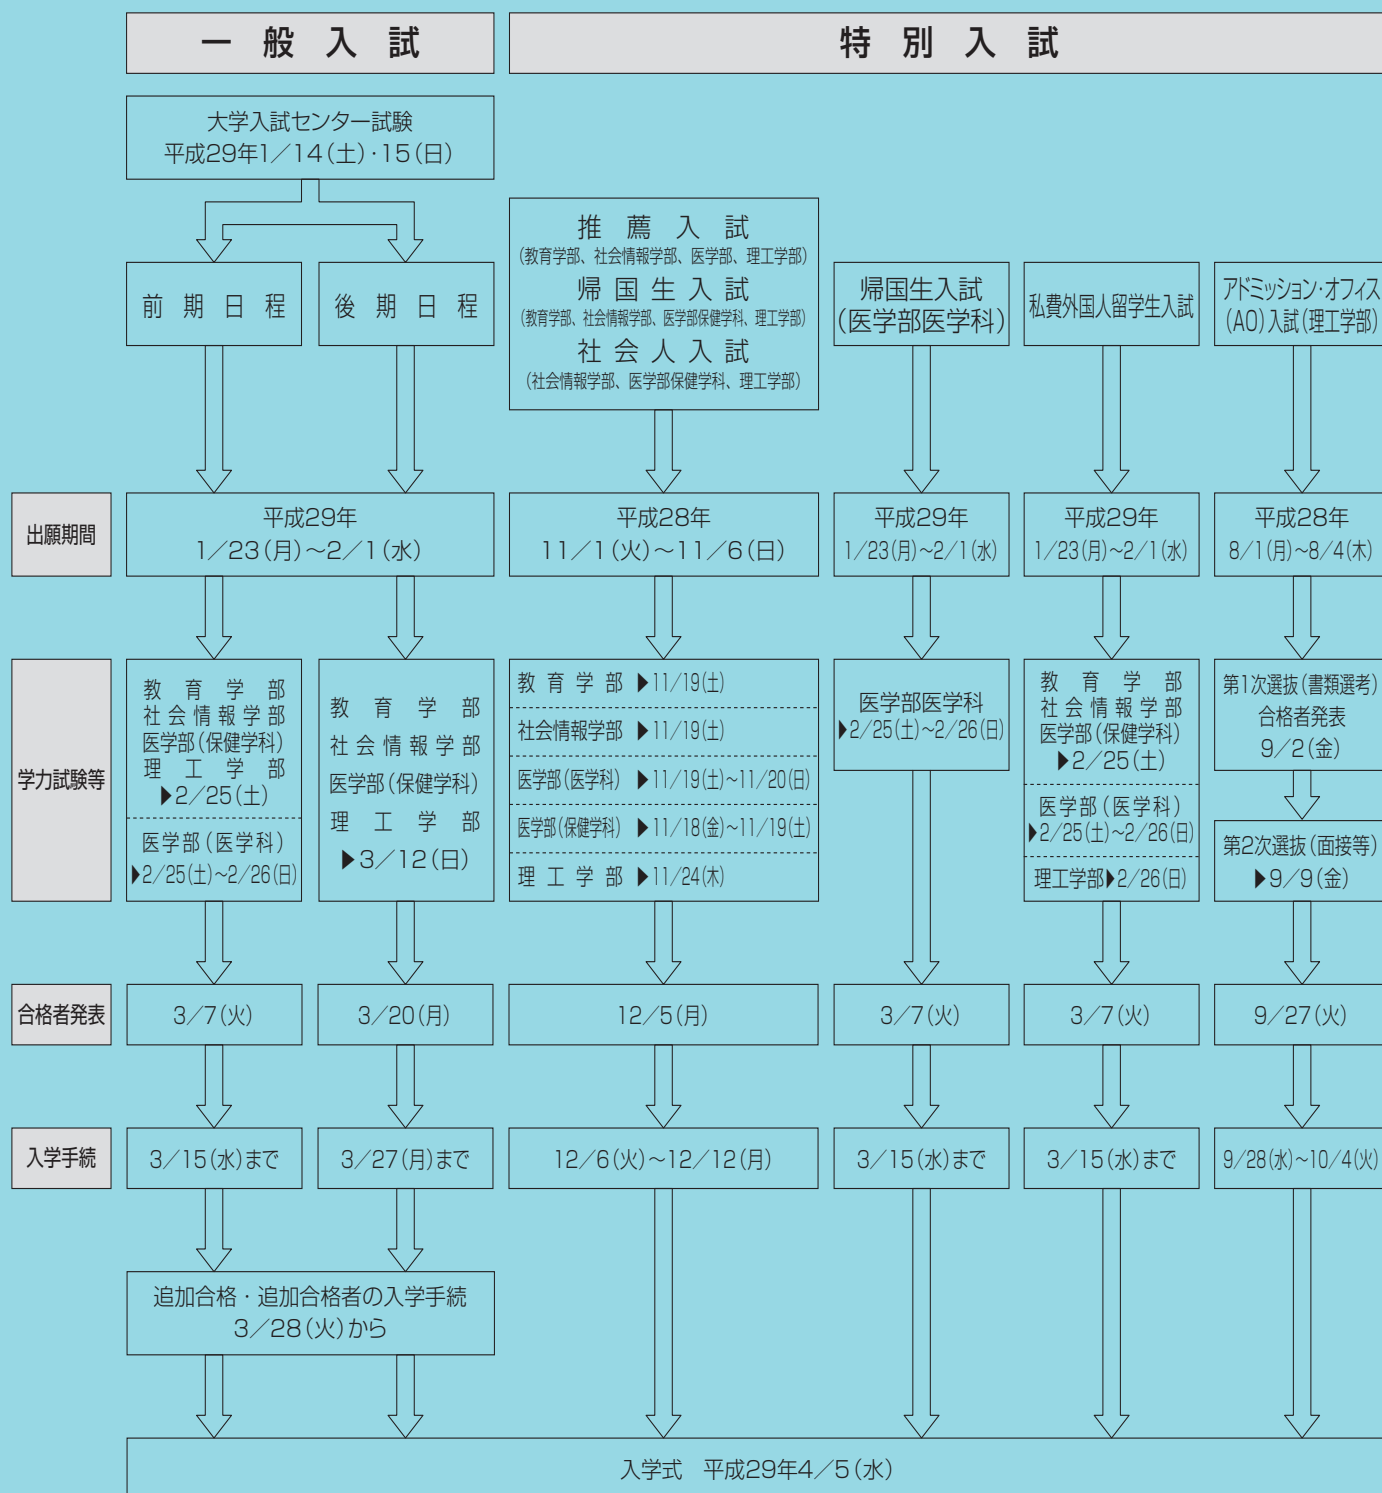 一般入試
特別入試
大学入試センター試験
平成29年1／14(土)・15(日)
前期日程
後期日程
推薦入試
(教育学部、社会情報学部、医学部、理工学部)
帰国生入試
(教育学部、社会情報学部、医学部保健学科、理工学部)
社会人入試
(社会情報学部、医学部保健学科、理工学部)
帰国生入試
(医学部医学科)
私費外国人留学生入試
アドミッション・オフィス
(AO)入試(理工学部)
出願期間
平成29年
1／23(月)～2／1(水)
平成28年
11／1(火)～11／6(日)
平成29年
1／23(月)～2／1(水)
平成29年
1／23(月)～2／1(水)
平成28年
8／1(月)～8／4(木)
学力試験等
教育学部
社会情報学部
医学部(保健学科)
理工学部
▶2／25(土)
医学部(医学科)
▶2／25(土)～2／26(日)
教育学部
社会情報学部
医学部(保健学科)
理工学部
▶3／12(日)
教育学部 ▶11／19(土)
社会情報学部 ▶11／19(土)
医学部(医学科) ▶11／19(土)～11／20(日)
医学部(保健学科) ▶11／18(金)～11／19(土)
理工学部 ▶11／24(木)
医学部医学科
▶2／25(土)～2／26(日)
教育学部
社会情報学部
医学部(保健学科)
▶2／25(土)
医学部(医学科)
▶2／25(土)～2／26(日)
理工学部▶2／26(日)
第1次選抜(書類選考)
合格者発表
9／2(金)
第2次選抜(面接等)
▶9／9(金)
合格者発表
3／7(火)
3／20(月)
12／5(月)
3／7(火)
3／7(火)
9／27(火)
入学手続
3／15(水)まで
3／27(月)まで
12／6(火)～12／12(月)
3／15(水)まで
3／15(水)まで
9／28(水)～10／4(火)
追加合格・追加合格者の入学手続
3／28(火)から
入学式　平成29年4／5(水)